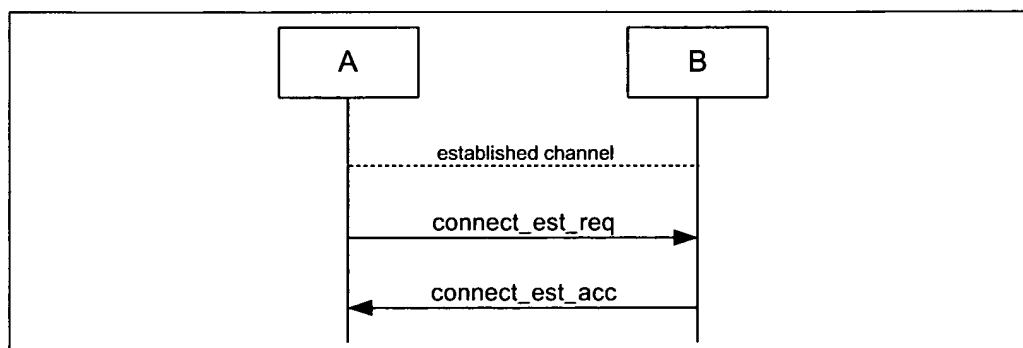 A
B
established channel
connect_est_req
connect_est_acc